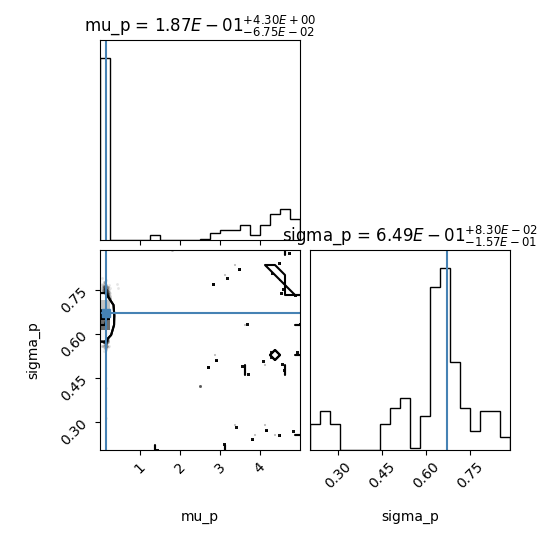 mu_p = 1.87E − 01+4.30E+00−6.75E−02
sigma_p = 6.49E − 01+8.30E−02−1.57E−01
sigma_p
0.75
0.60
0.45
0.30
1 2 3 4
0.30 0.45 0.60 0.75
mu_p
sigma_p